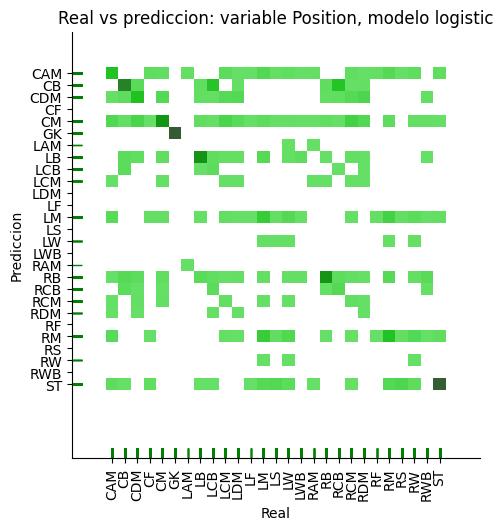 Real vs prediccion: variable Position, modelo logistic
Prediccion
CAM
CB
CDM
CF
CM
GK
LAM
LB
LCB
LCM
LDM
LF
LM
LS
LW
LWB
RAM
RB
RCB
RCM
RDM
RF
RM
RS
RW
RWB
ST
CAM
CB
CDM
CF
CM
GK
LAM
LB
LCB
LCM
LDM
LF
LM
LS
LW
LWB
RAM
RB
RCB
RCM
RDM
RF
RM
RS
RW
RWB
ST
Real